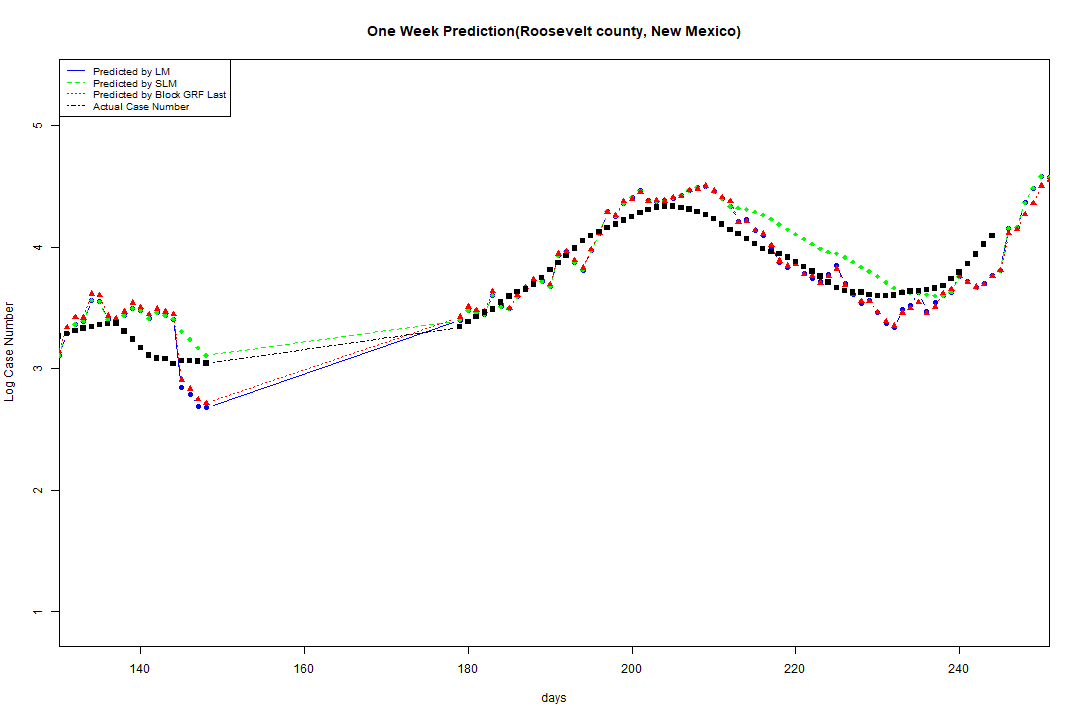 One Week Prediction(Roosevelt county, New Mexico)
Predicted by LM
Predicted by SLM
Predicted by Block GRF Last
Actual Case Number
5
4
3
2
1
Log Case Number
140 160 180 200 220 240
days